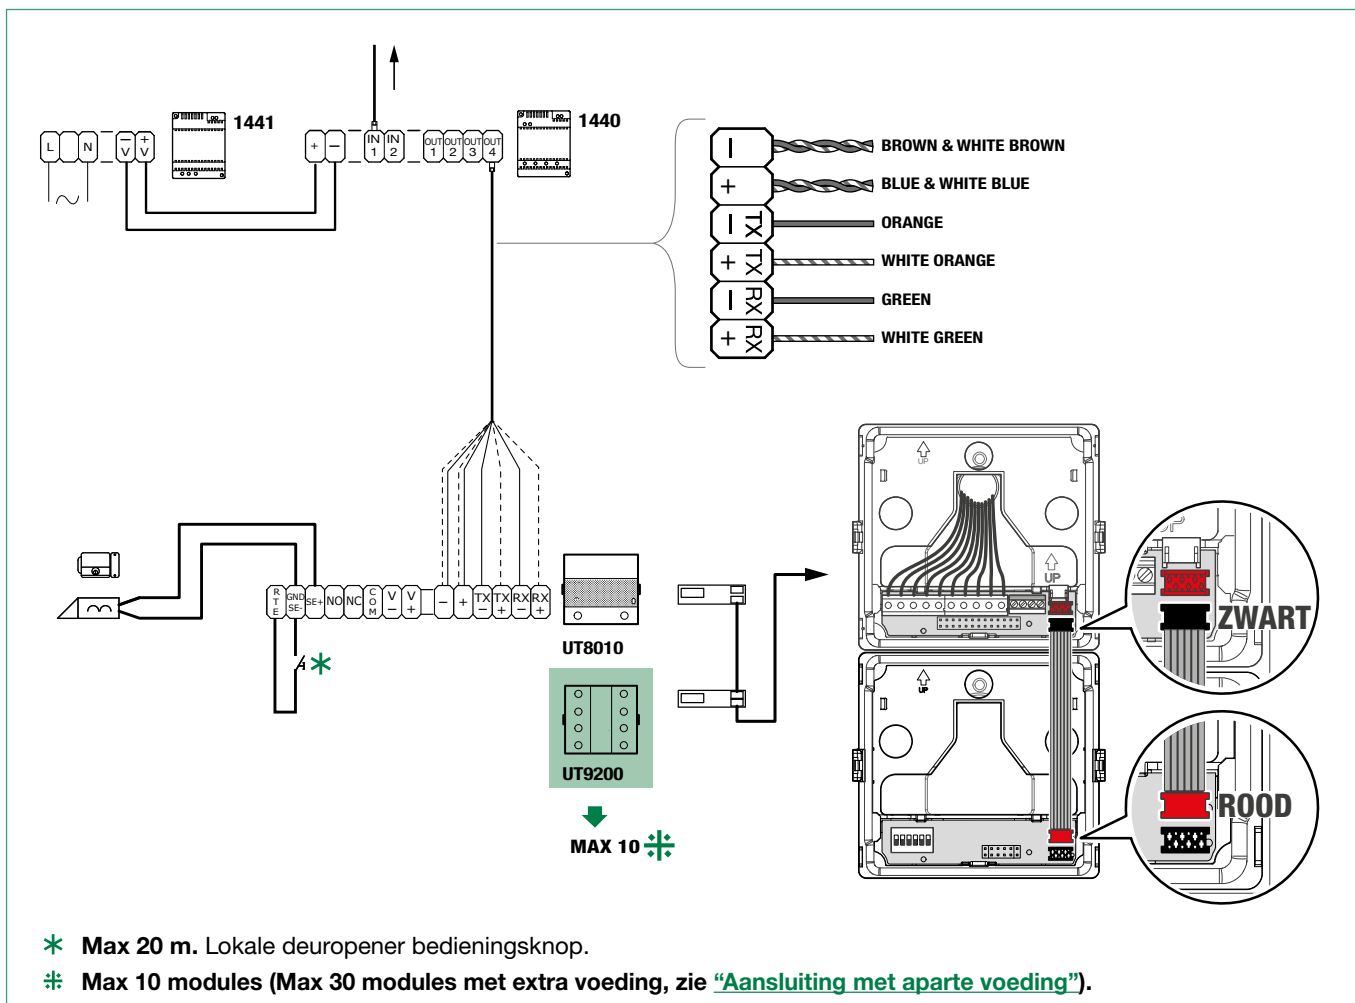 1441
1440
L N − V + V
+ − IN 1 IN 2 OUT 1 OUT 2 OUT 3 OUT 4
− BROWN & WHITE BROWN
+ BLUE & WHITE BLUE
− TX ORANGE
+ TX WHITE ORANGE
− RX GREEN
+ RX WHITE GREEN
UP
UP
ZWART
RTE GND SE- SE+ NO NC COM V- V+ − + TX − TX + RX − RX +
UT8010
UP
UT9200
ROOD
MAX 10
Max 20 m. Lokale deuropener bedieningsknop.
Max 10 modules (Max 30 modules met extra voeding, zie “Aansluiting met aparte voeding”).